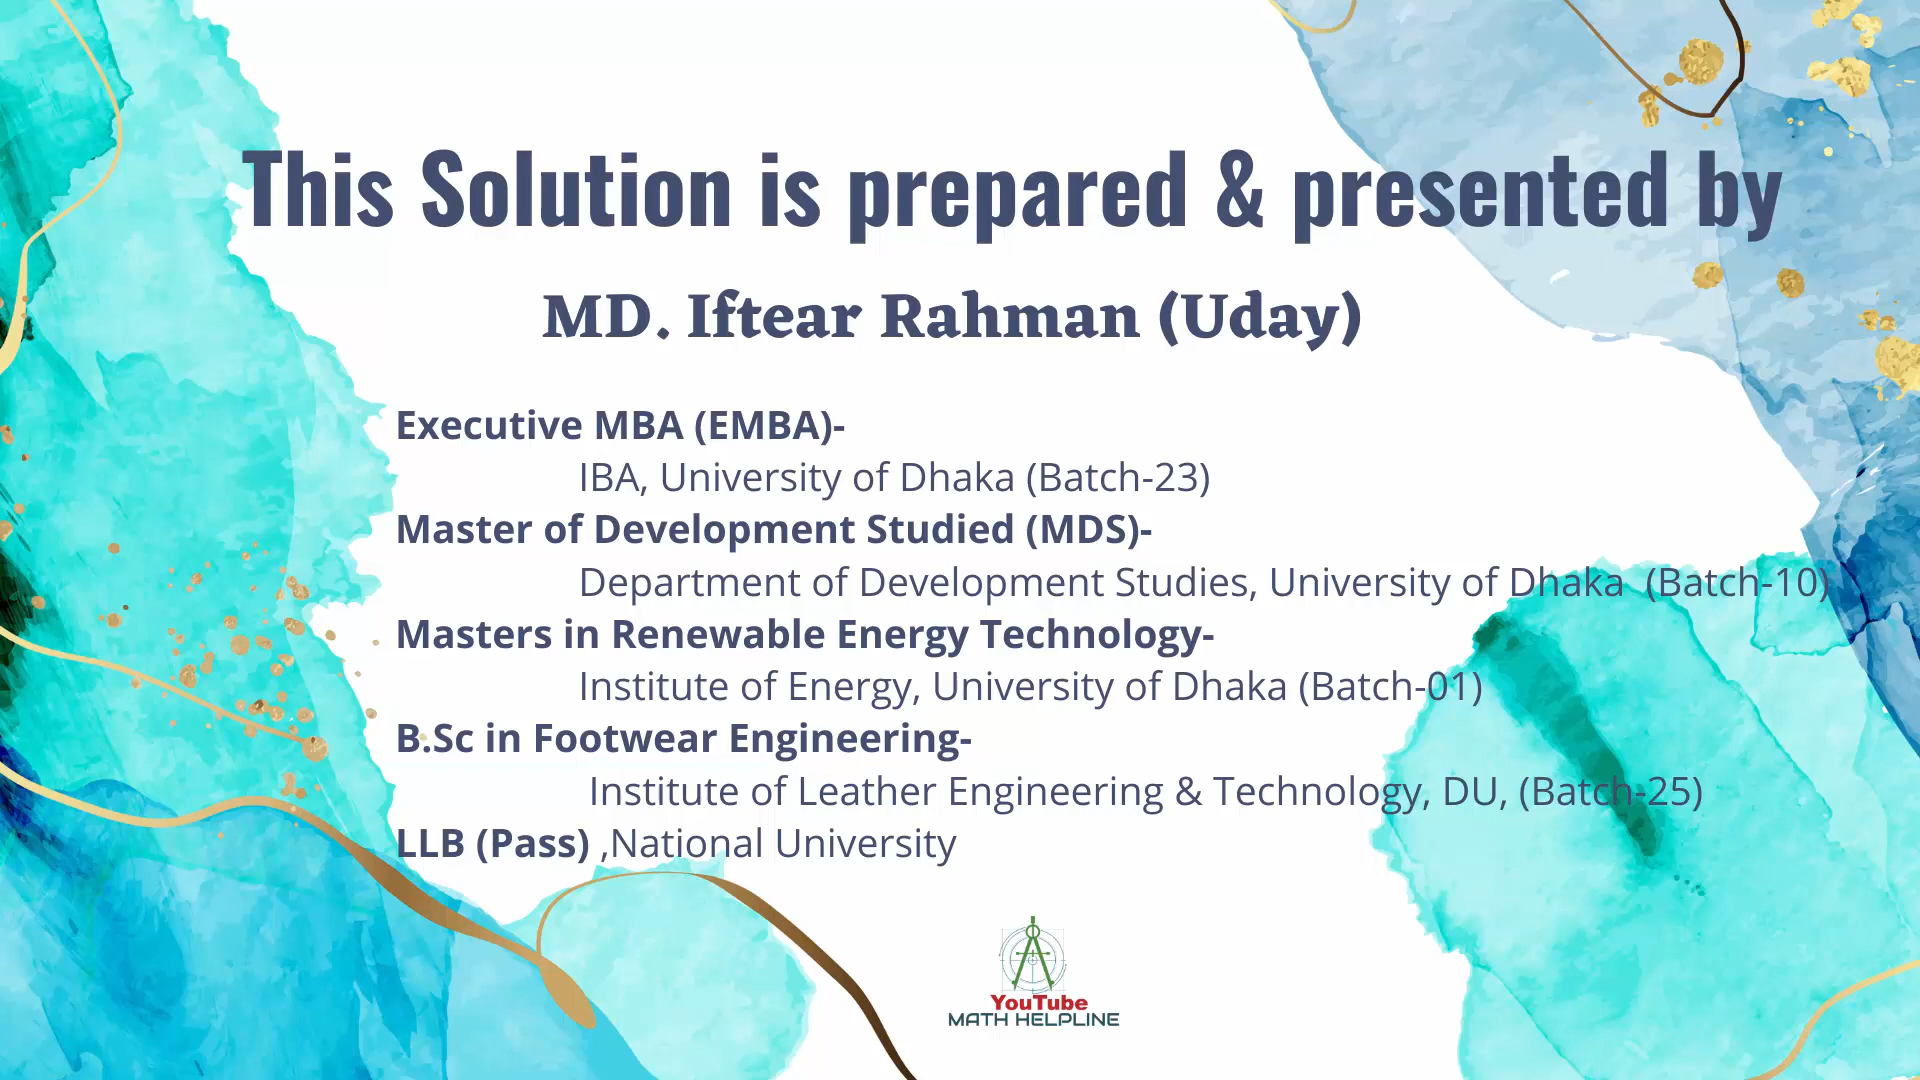 This Solution is prepared & presented by
MD. Iftear Rahman (Uday)
Executive MBA (EMBA)-
IBA, University of Dhaka (Batch-23)
Master of Development Studied (MDS)-
Department of Development Studies, University of Dhaka (Batch-10)
Masters in Renewable Energy Technology-
Institute of Energy, University of Dhaka (Batch-01)
B.Sc in Footwear Engineering-
Institute of Leather Engineering & Technology, DU, (Batch-25)
LLB (Pass) ,National University
YouTube
MATH HELPLINE